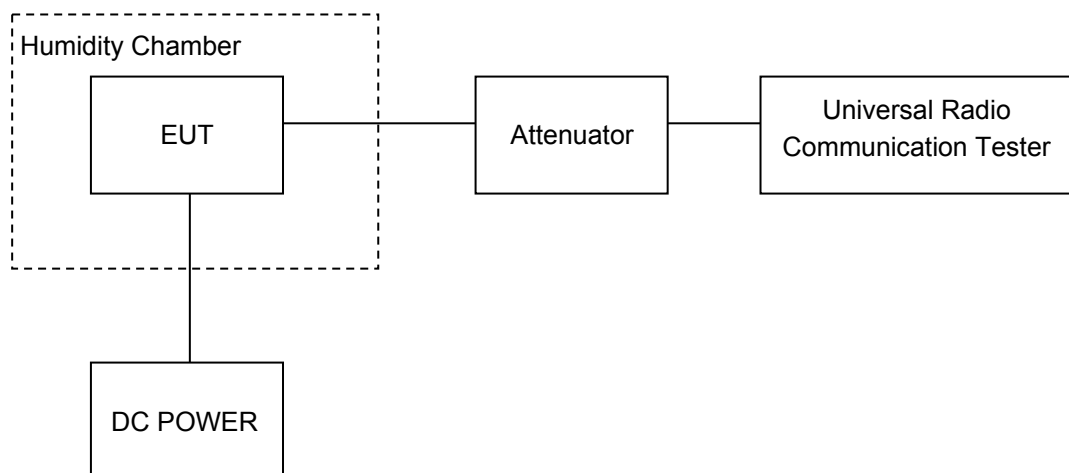 Humidity Chamber
EUT
Attenuator
Universal Radio
Communication Tester
DC POWER